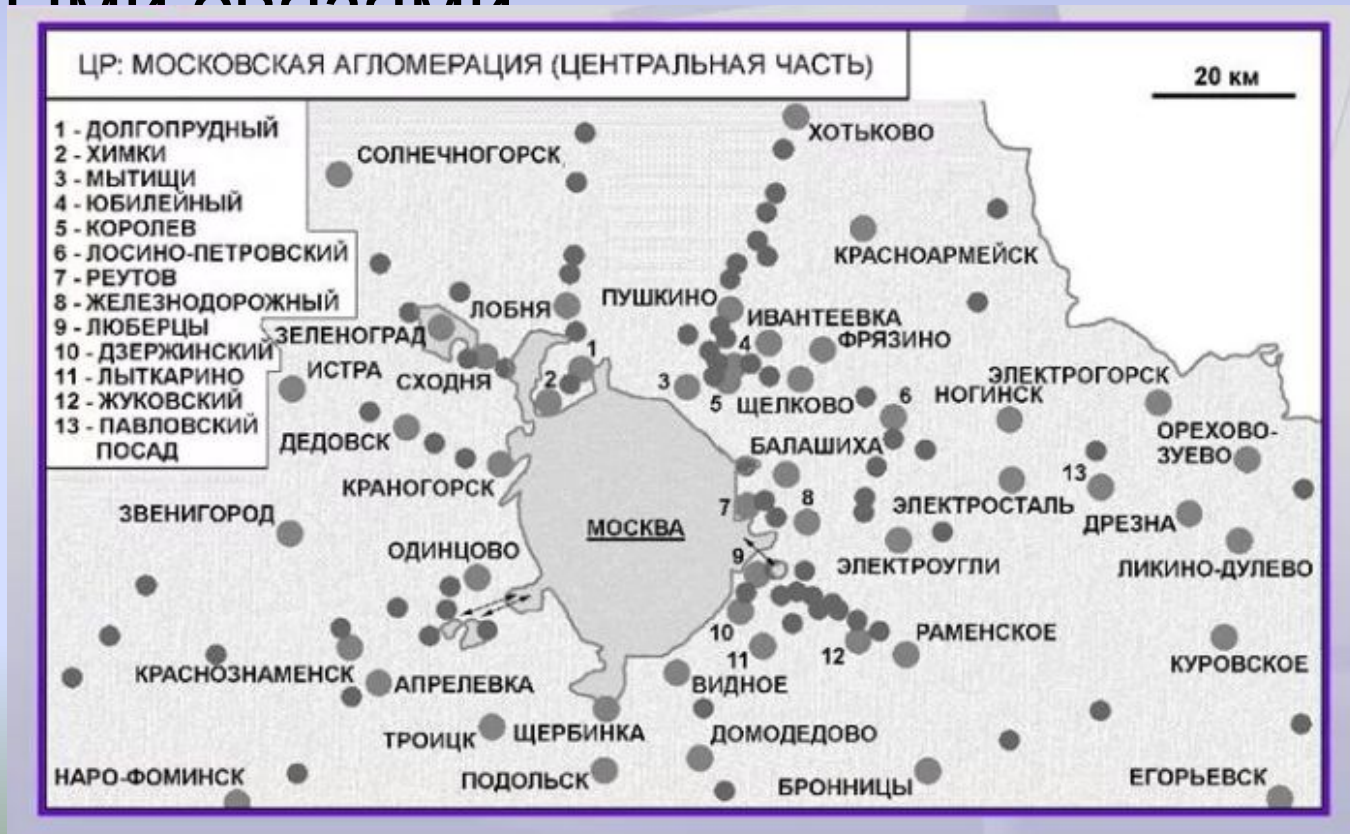 ЦР: МОСКОВСКАЯ АГЛОМЕРАЦИЯ (ЦЕНТРАЛЬНАЯ ЧАСТЬ)
20 км
1 - ДОЛГОПРУДНЫЙ
2 - ХИМКИ
3 - МЫТИЩИ
4 - ЮБИЛЕЙНЫЙ
5 - КОРОЛЕВ
6 - ЛОСИНО-ПЕТРОВСКИЙ
7 - РЕУТОВ
8 - ЖЕЛЕЗНОДОРОЖНЫЙ
9 - ЛЮБЕРЦЫ
10 - ДЗЕРЖИНСКИЙ
11 - ЛЫТКАРИНО
12 - ЖУКОВСКИЙ
13 - ПАВЛОВСКИЙ
ПОСАД
ХОТЬКОВО
СОЛНЕЧНОГОРСК
КРАСНОАРМЕЙСК
ПУШКИНО
ЛОБНЯ
ИВАНТЕЕВКА
ЗЕЛЕНОГРАД
ФРЯЗИНО
4
1
ИСТРА
СХОДНЯ
2
3
5
ЩЕЛКОВО
6
НОГИНСК
ЭЛЕКТРОГОРСК
ДЕДОВСК
БАЛАШИХА
ОРЕХОВО-
ЗУЕВО
КРАНОГОРСК
13
7
8
ЭЛЕКТРОСТАЛЬ
ЗВЕНИГОРОД
МОСКВА
ДРЕЗНА
ОДИНЦОВО
9
ЭЛЕКТРОУГЛИ
ЛИКИНО-ДУЛЕВО
10
РАМЕНСКОЕ
11
12
КУРОВСКОЕ
КРАСНОЗНАМЕНСК
АПРЕЛЕВКА
ВИДНОЕ
ТРОИЦК
ЩЕРБИНКА
ДОМОДЕДОВО
НАРО-ФОМИНСК
ПОДОЛЬСК
БРОННИЦЫ
ЕГОРЬЕВСК